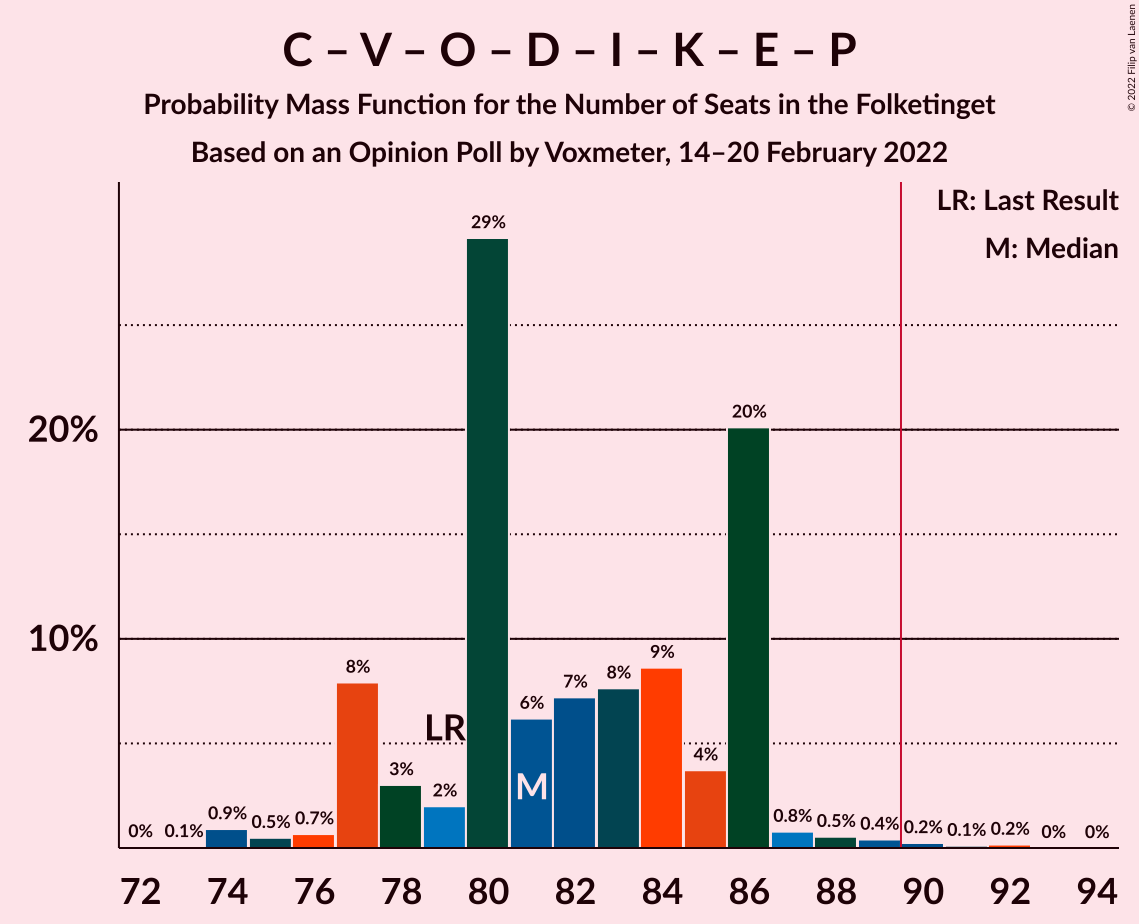 C – V – O – D – I – K – E – P
Probability Mass Function for the Number of Seats in the Folketinget
Based on an Opinion Poll by Voxmeter, 14–20 February 2022
© 2022 Filip van Laenen
LR: Last Result
M: Median
29%
20%
20%
10%
9%
8%
8%
7%
6%
LR
4%
3%
2%
M
0%
0.1%
0.9%
0.5%
0.7%
0.8%
0.5%
0.4%
0.2%
0.1%
0.2%
0%
0%
72 74 76 78 80 82 84 86 88 90 92 94